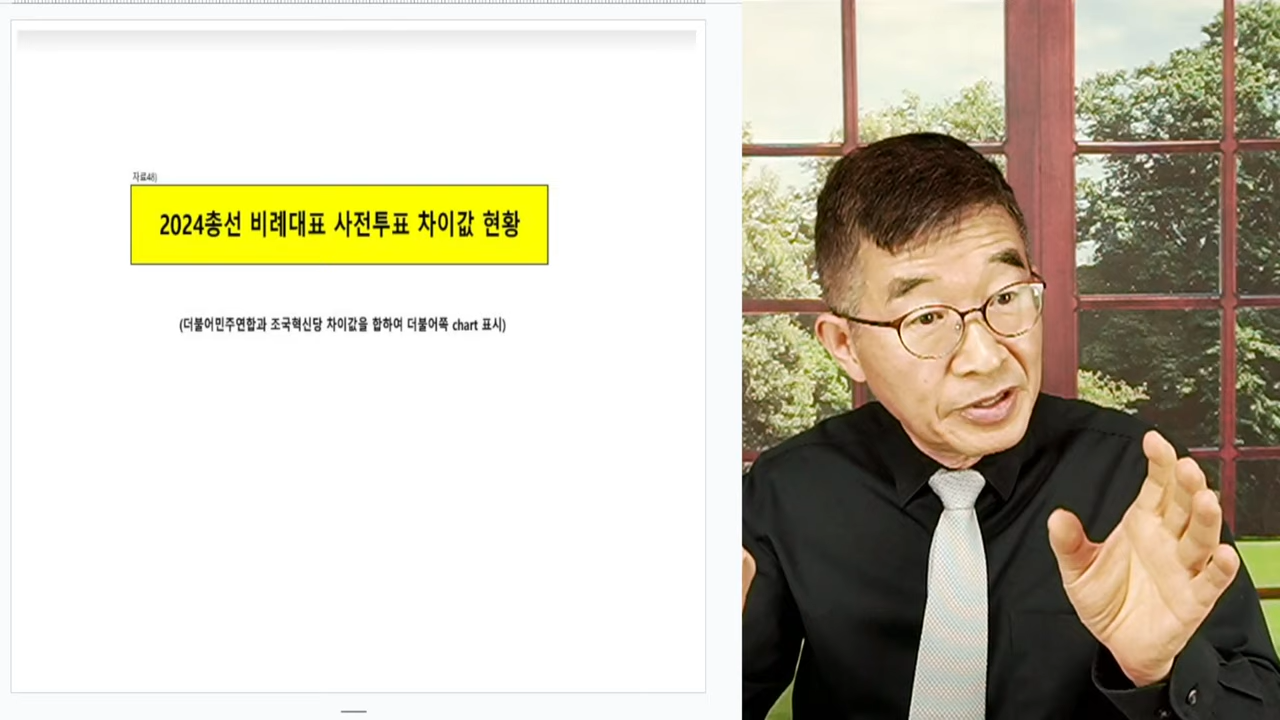 자료48)
2024총선 비례대표 사전투표 차이값 현황
(더불어민주연합과 조국혁신당 차이값을 합하여 더불어쪽 chart 표시)